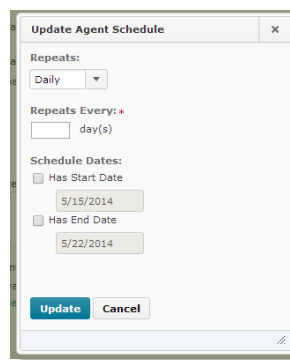 Update Agent Schedule ×
Repeats:
Daily
Repeats Every: *
day(s)
Schedule Dates:
Has Start Date
5/15/2014
Has End Date
5/22/2014
Update Cancel